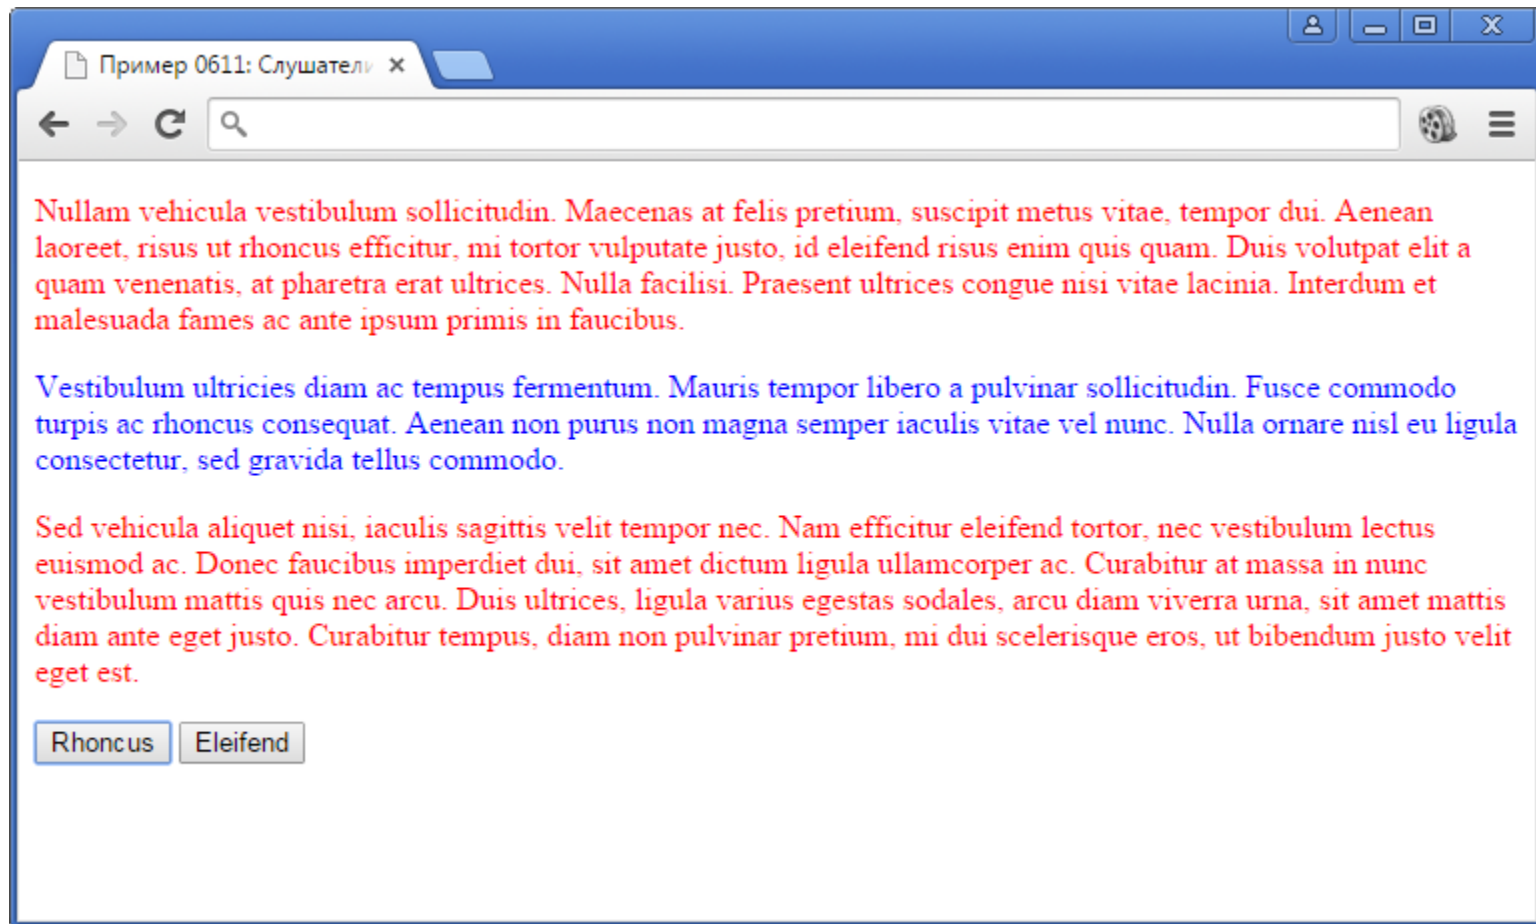 Пример 0611: Слушатели
Nullam vehicula vestibulum sollicitudin. Maecenas at felis pretium, suscipit metus vitae, tempor dui. Aenean
laoreet, risus ut rhoncus efficitur, mi tortor vulputate justo, id eleifend risus enim quis quam. Duis volutpat elit a
quam venenatis, at pharetra erat ultrices. Nulla facilisi. Praesent ultrices congue nisi vitae lacinia. Interdum et
malesuada fames ac ante ipsum primis in faucibus.
Vestibulum ultricies diam ac tempus fermentum. Mauris tempor libero a pulvinar sollicitudin. Fusce commodo
turpis ac rhoncus consequat. Aenean non purus non magna semper iaculis vitae vel nunc. Nulla ornare nisl eu ligula
consectetur, sed gravida tellus commodo.
Sed vehicula aliquet nisi, iaculis sagittis velit tempor nec. Nam efficitur eleifend tortor, nec vestibulum lectus
euismod ac. Donec faucibus imperdiet dui, sit amet dictum ligula ullamcorper ac. Curabitur at massa in nunc
vestibulum mattis quis nec arcu. Duis ultrices, ligula varius egestas sodales, arcu diam viverra urna, sit amet mattis
diam ante eget justo. Curabitur tempus, diam non pulvinar pretium, mi dui scelerisque eros, ut bibendum justo velit
eget est.
Rhoncus Eleifend